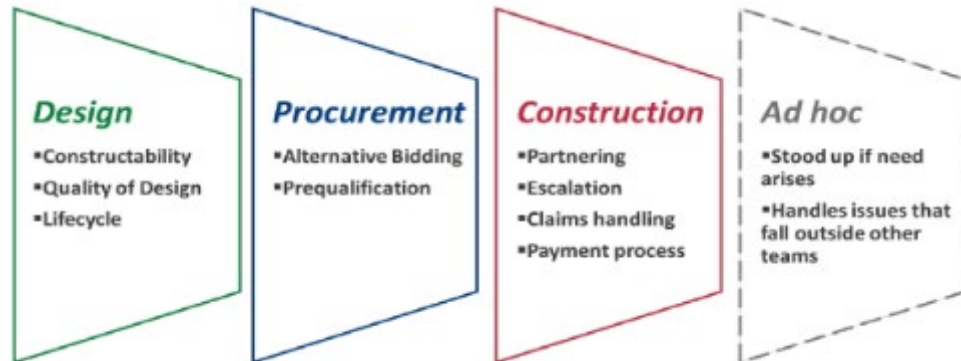 Design
▪Constructability
▪Quality of Design
▪Lifecycle
Procurement
▪Alternative Bidding
▪Prequalification
Construction
▪Partnering
▪Escalation
▪Claims handling
▪Payment process
Ad hoc
▪Stood up if need
arises
▪Handles issues that
fall outside other
teams